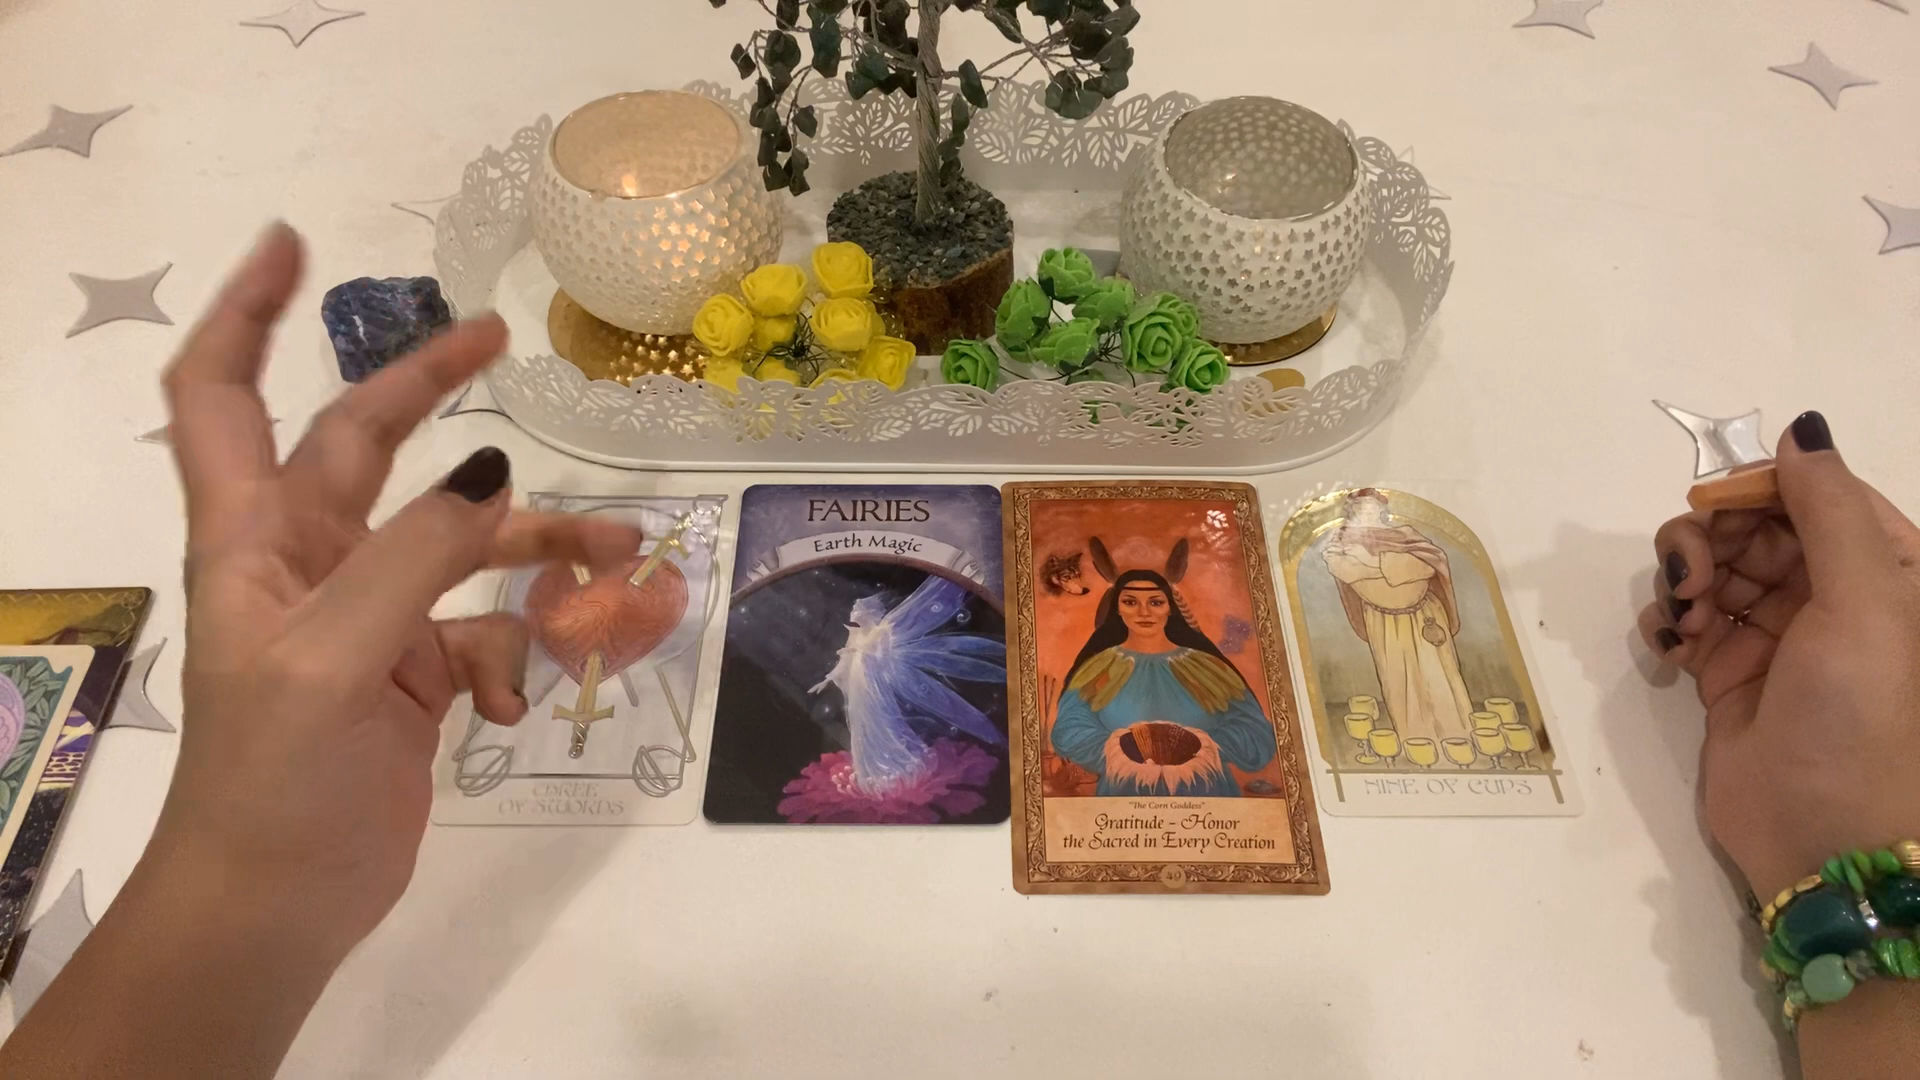 THREE
OF SWORDS
FAIRIES
Earth Magic
"The Corn Goddess"
Gratitude – Honor
the Sacred in Every Creation
49
NINE OF CUPS